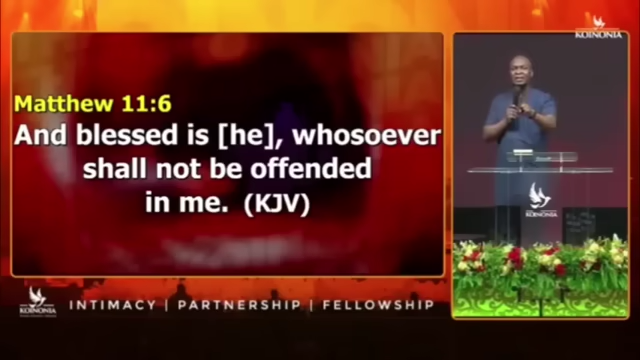 Matthew 11:6
And blessed is [he], whosoever
shall not be offended
in me. (KJV)
KOINONIA
KOINONIA
KOINONIA
INTIMACY | PARTNERSHIP | FELLOWSHIP